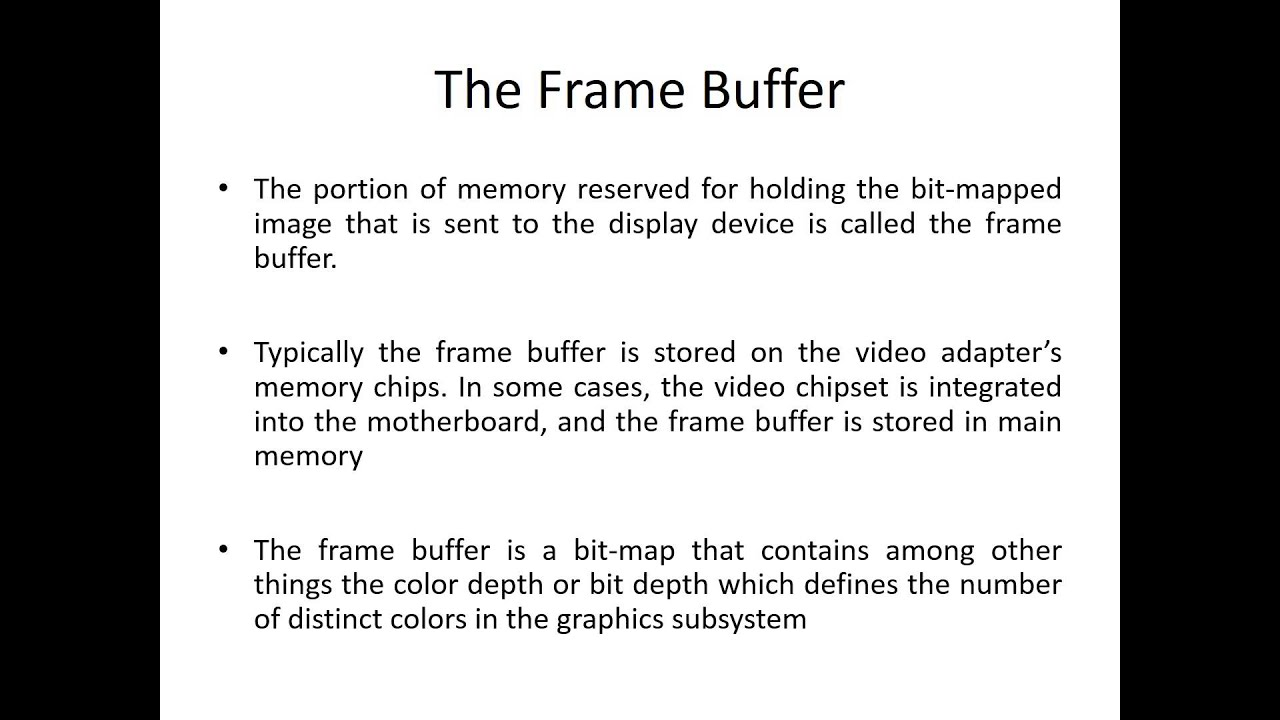 The Frame Buffer
• The portion of memory reserved for holding the bit-mapped
image that is sent to the display device is called the frame
buffer.
• Typically the frame buffer is stored on the video adapter’s
memory chips. In some cases, the video chipset is integrated
into the motherboard, and the frame buffer is stored in main
memory
• The frame buffer is a bit-map that contains among other
things the color depth or bit depth which defines the number
of distinct colors in the graphics subsystem